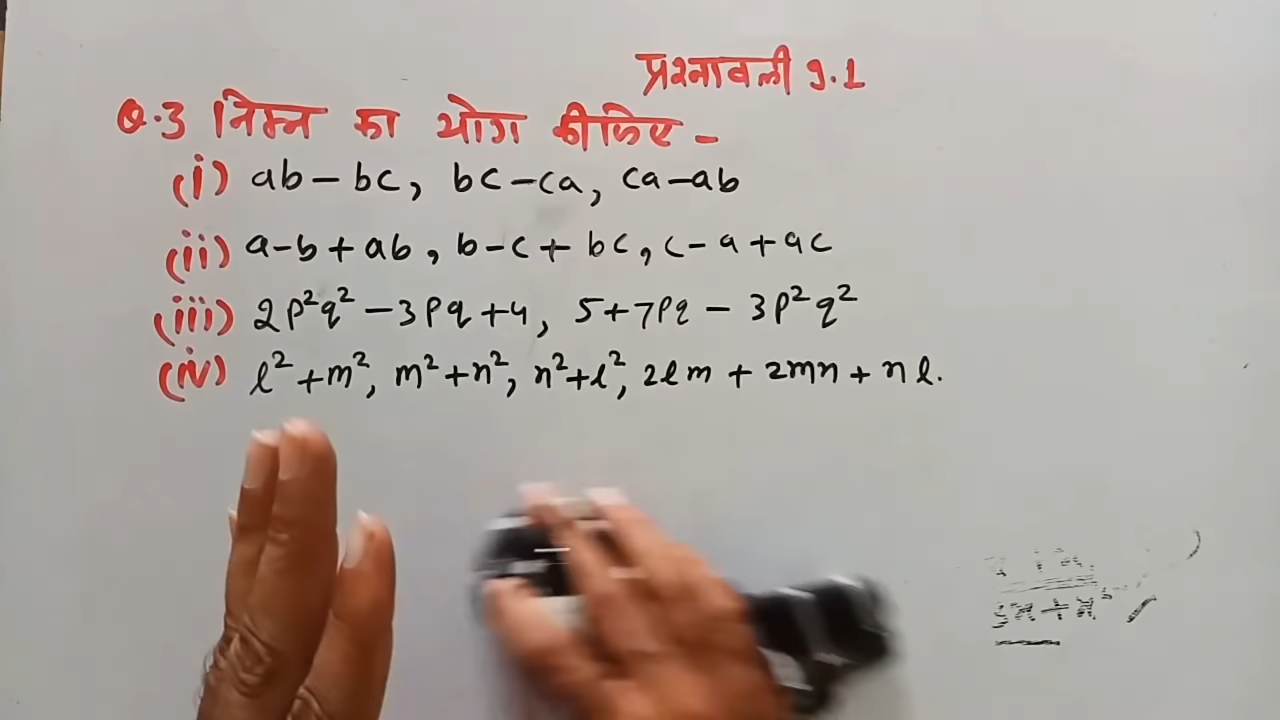 प्रश्नावली 9.1
Q.3 निम्न का योग कीजिए -
(i) ab - bc, bc - ca, ca - ab
(ii) a - b + ab, b - c + bc, c - a + ac
(iii) 2p²q² - 3pq + 4, 5 + 7pq - 3p²q²
(iv) l² + m², m² + n², n² + l², 2lm + 2mn + nl.